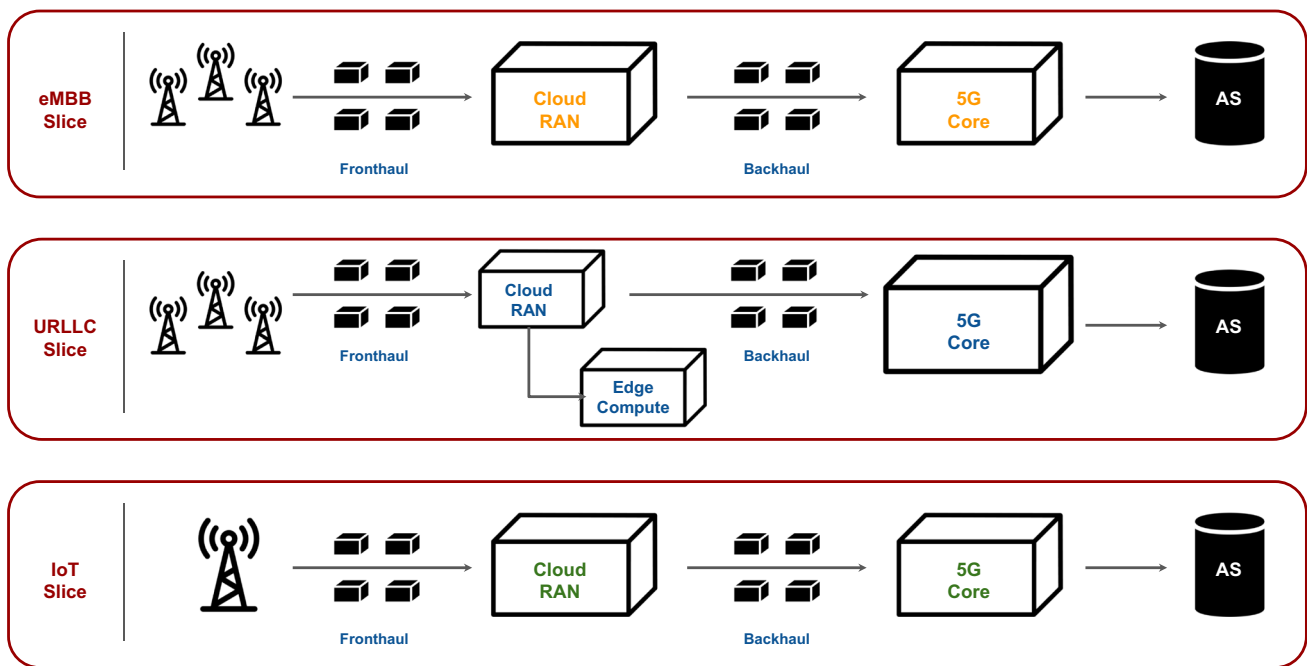 eMBB
Slice
Fronthaul
Cloud
RAN
Backhaul
5G
Core
AS
URLLC
Slice
Fronthaul
Cloud
RAN
Edge
Compute
Backhaul
5G
Core
AS
IoT
Slice
Fronthaul
Cloud
RAN
Backhaul
5G
Core
AS